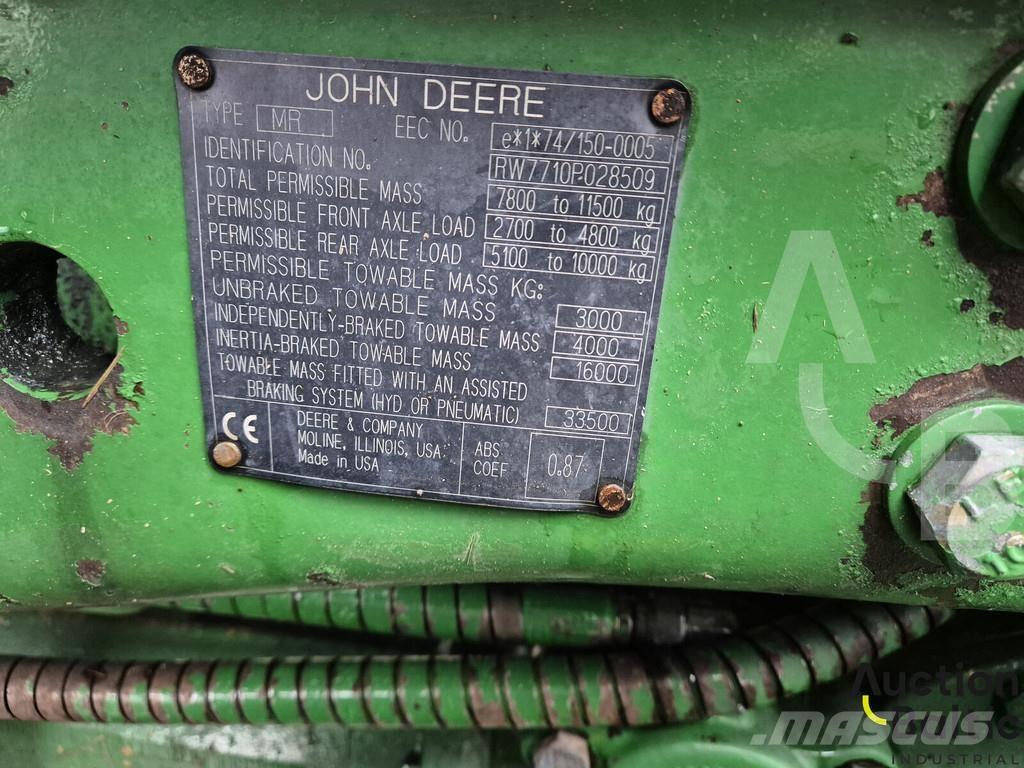 JOHN DEERE
TYPE MR EEC NO. e*1*74/150-0005
IDENTIFICATION NO. RW7710P028509
TOTAL PERMISSIBLE MASS 7800 to 11500 kg
PERMISSIBLE FRONT AXLE LOAD 2700 to 4800 kg
PERMISSIBLE REAR AXLE LOAD 5100 to 10000 kg
PERMISSIBLE TOWABLE MASS KG:
UNBRAKED TOWABLE MASS 3000
INDEPENDENTLY-BRAKED TOWABLE MASS 4000
INERTIA-BRAKED TOWABLE MASS 16000
TOWABLE MASS FITTED WITH AN ASSISTED
BRAKING SYSTEM (HYD OR PNEUMATIC) 33500
CE
DEERE & COMPANY
MOLINE, ILLINOIS, USA.
Made in USA
ABS
COEF
0.87
Auction
Baltic
MASCUS
INDUSTRIAL